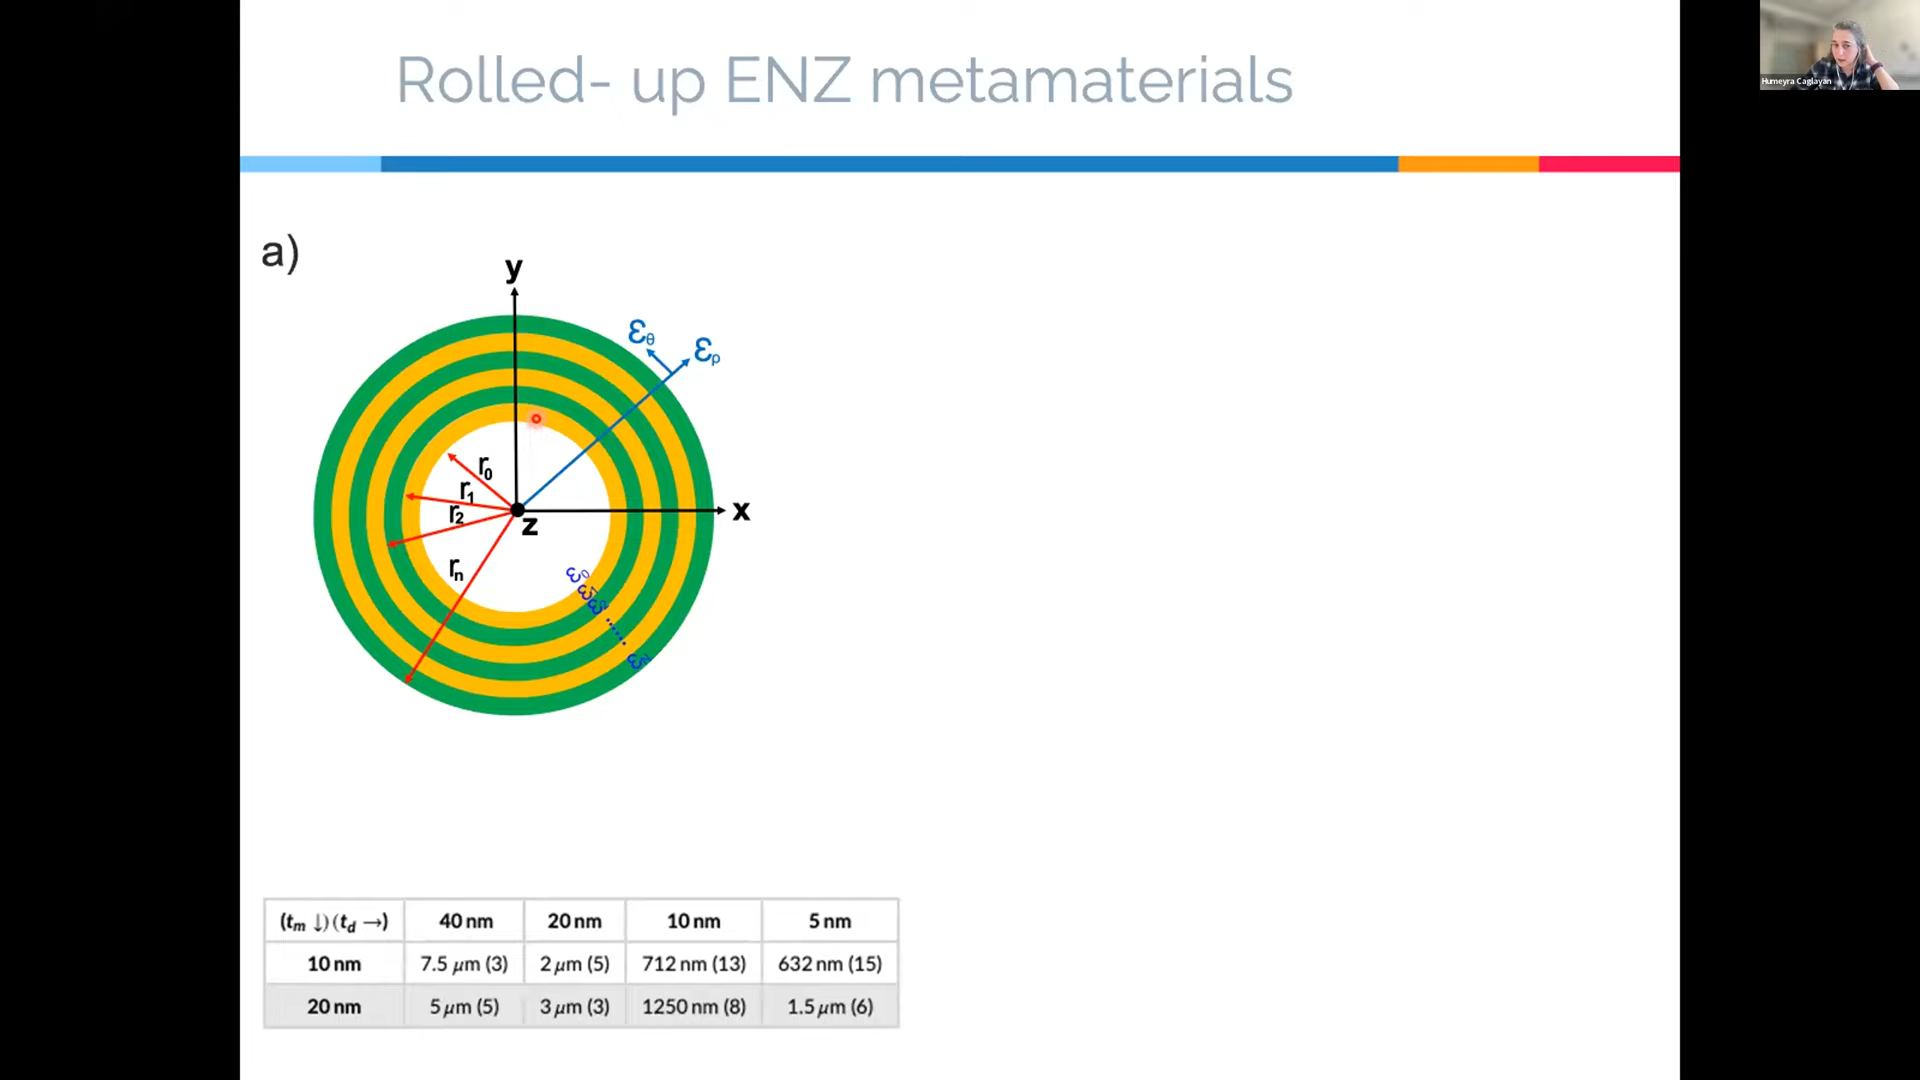 Rolled- up ENZ metamaterials
Humeyra Caglayan
a)
y
εθ
ερ
r0
r1
r2
rn
z
x
ε0
ε1
ε2
......
(tm ↓) (td →) 40 nm 20 nm 10 nm 5 nm
10 nm 7.5 μm (3) 2 μm (5) 712 nm (13) 632 nm (15)
20 nm 5 μm (5) 3 μm (3) 1250 nm (8) 1.5 μm (6)